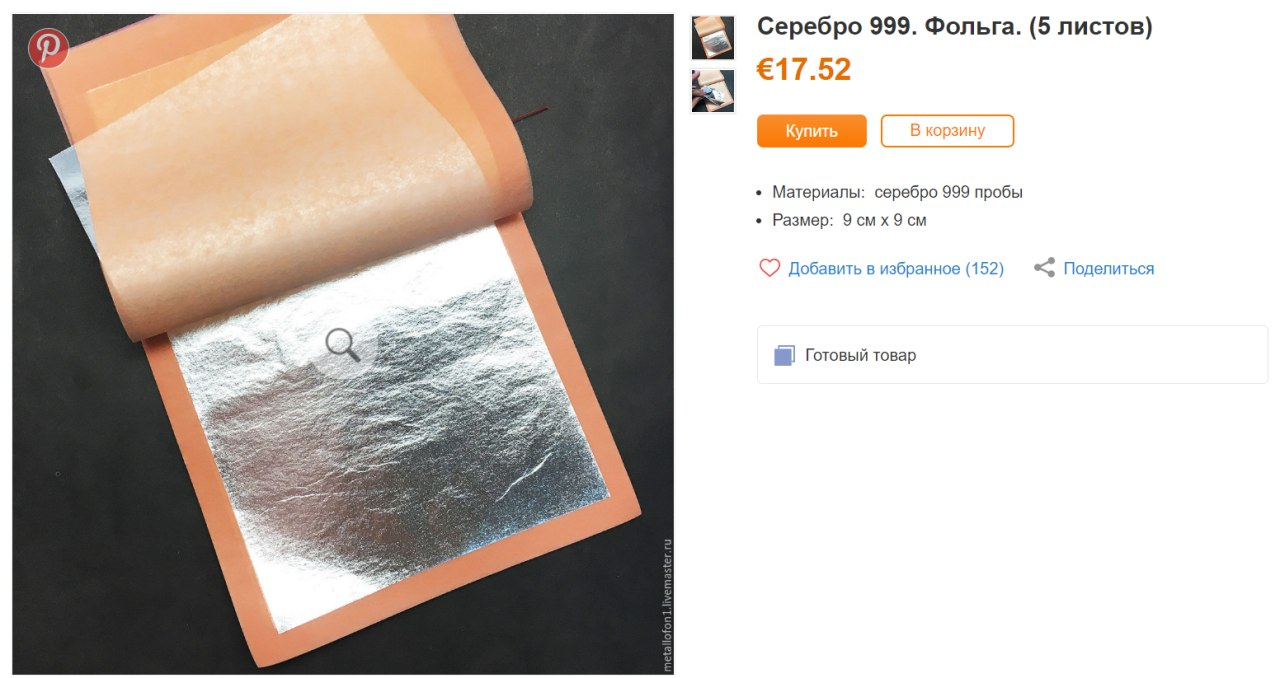 Серебро 999. Фольга. (5 листов)
€17.52
Купить
В корзину
Материалы: серебро 999 пробы
Размер: 9 см х 9 см
Добавить в избранное (152)
Поделиться
Готовый товар
metallofon1.livemaster.ru